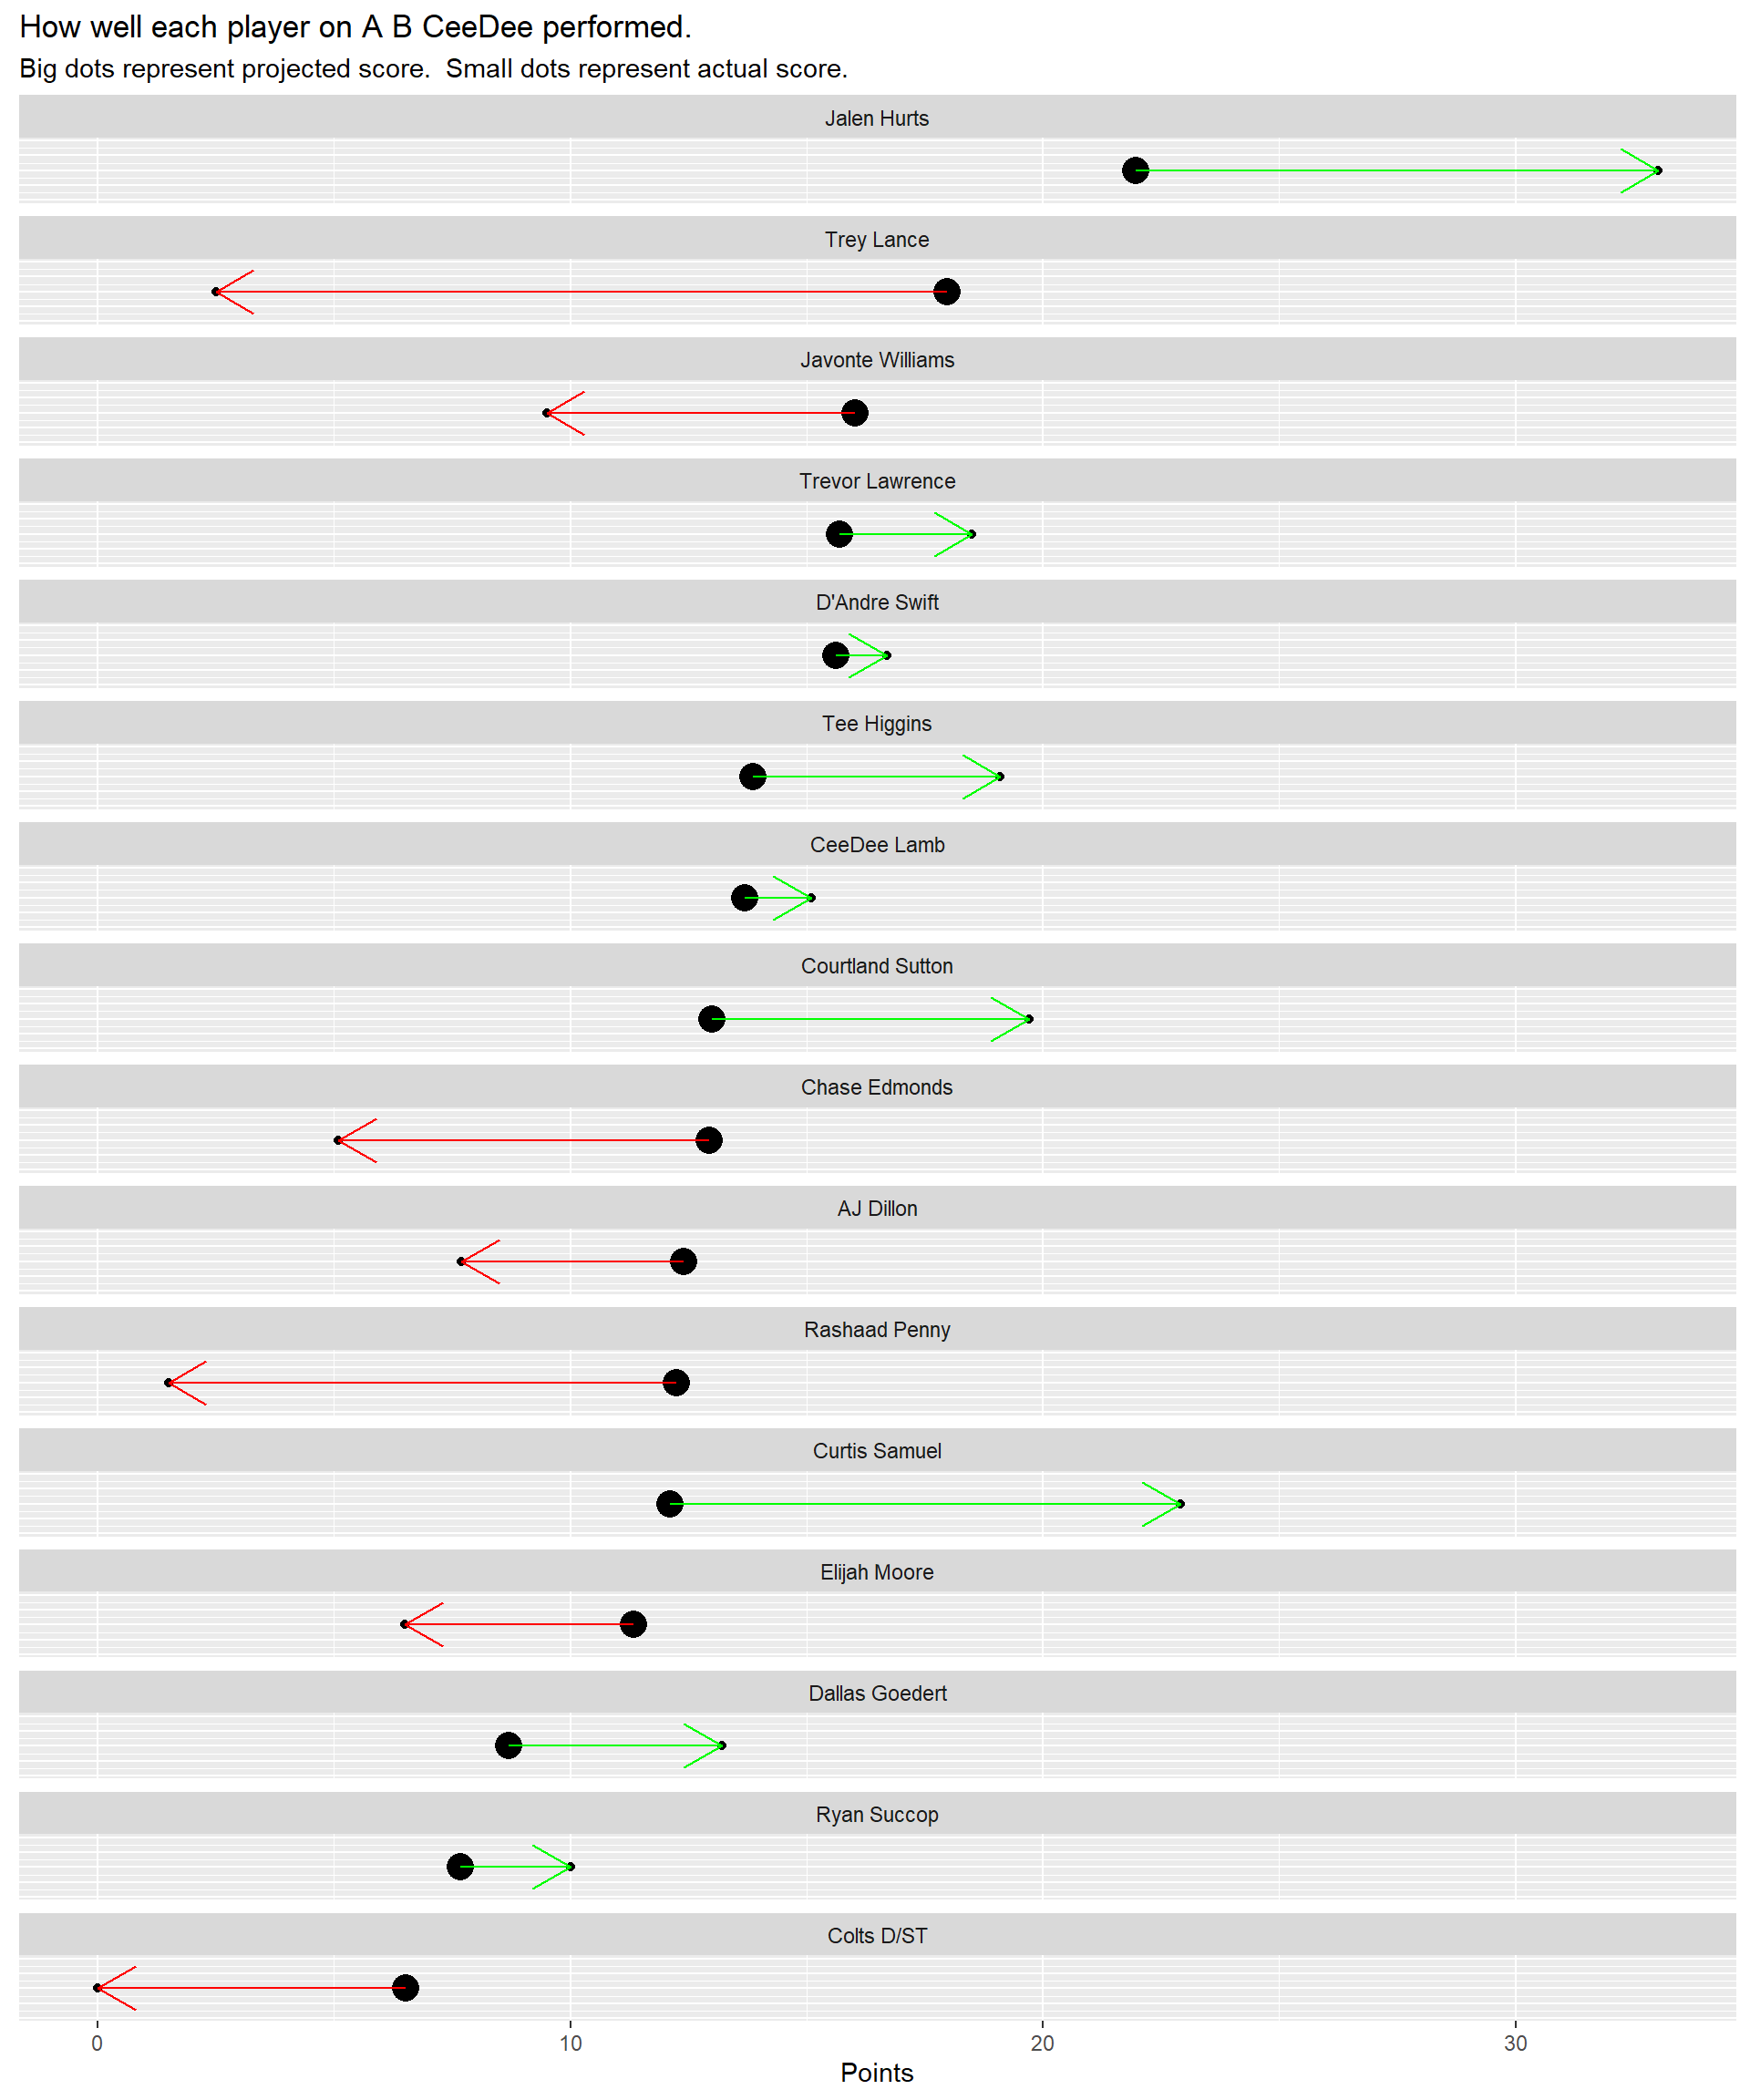 How well each player on A B CeeDee performed.
Big dots represent projected score.  Small dots represent actual score.
Jalen Hurts
Trey Lance
Javonte Williams
Trevor Lawrence
D'Andre Swift
Tee Higgins
CeeDee Lamb
Courtland Sutton
Chase Edmonds
AJ Dillon
Rashaad Penny
Curtis Samuel
Elijah Moore
Dallas Goedert
Ryan Succop
Colts D/ST
0 10 20 30
Points